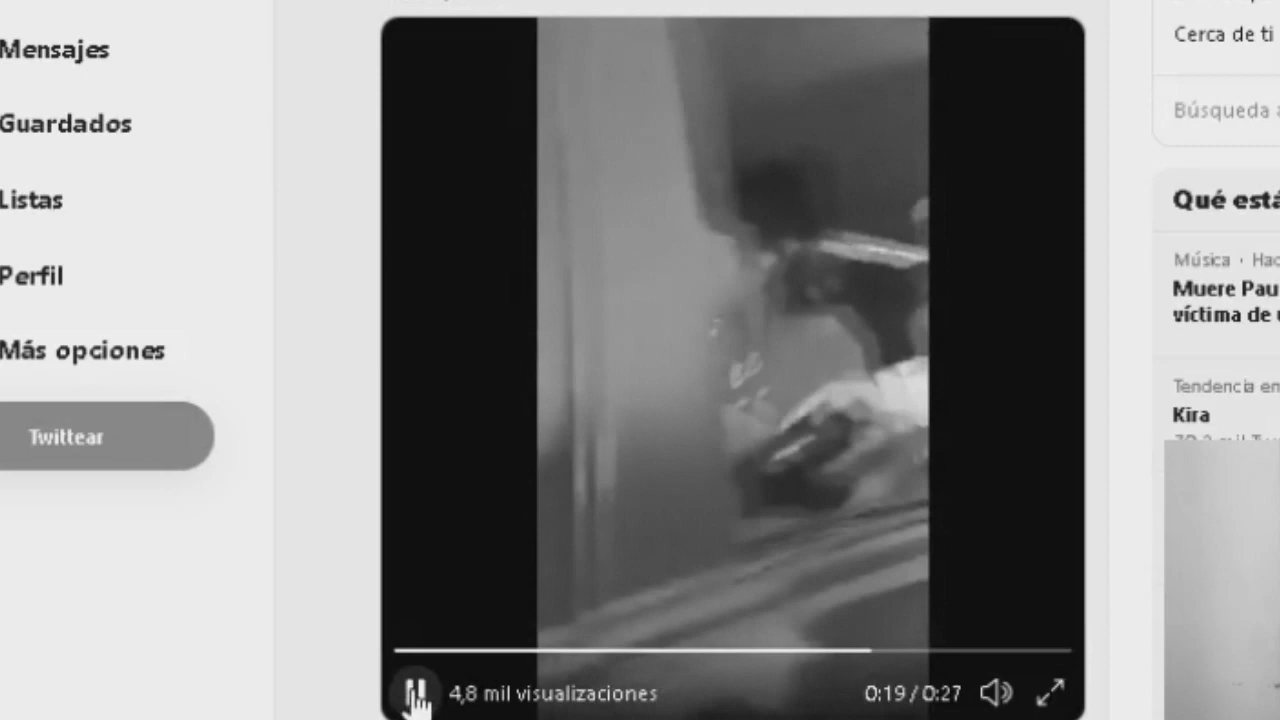 Mensajes
Guardados
Listas
Perfil
Más opciones
Twittear
4,8 mil visualizaciones
0:19 / 0:27
Cerca de ti
Búsqueda
Qué está
Música · Hac
Muere Pau
víctima de
Tendencia en
Kira